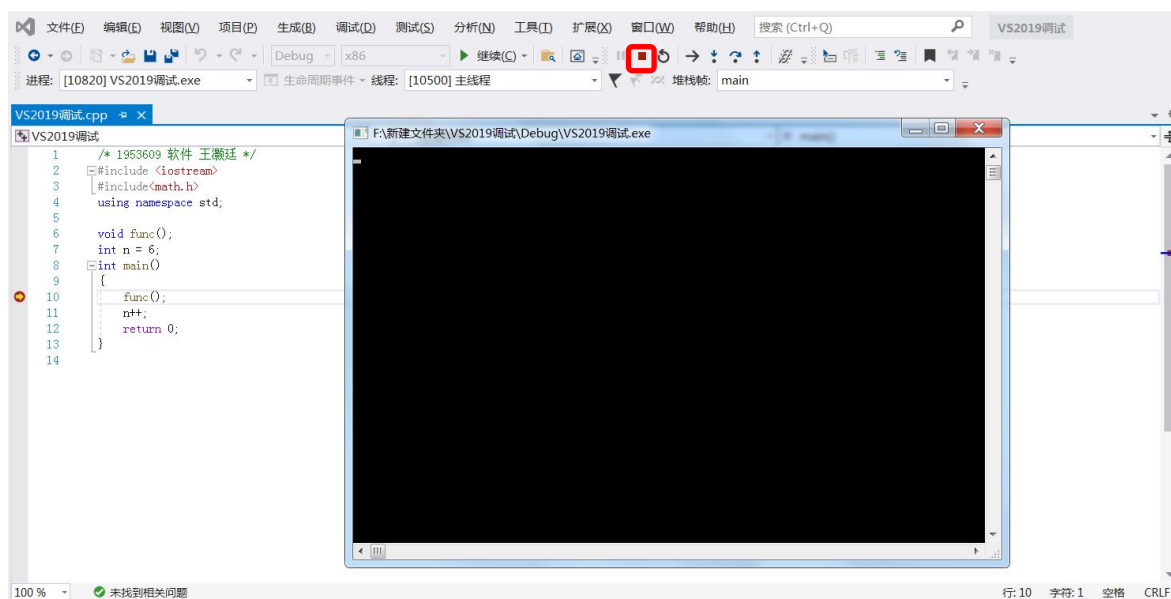 文件(F) 编辑(E) 视图(V) 项目(P) 生成(B) 调试(D) 测试(S) 分析(N) 工具(T) 扩展(X) 窗口(W) 帮助(H) 搜索 (Ctrl+Q) VS2019调试
Debug x86 继续(C)
进程: [10820] VS2019调试.exe 生命周期事件 线程: [10500] 主线程 堆栈帧: main
VS2019调试.cpp
VS2019调试
F:\新建文件夹\VS2019调试\Debug\VS2019调试.exe
main()
1 /* 1953609 软件 王灏廷 */
2 #include <iostream>
3 #include<math.h>
4 using namespace std;
5
6 void func();
7 int n = 6;
8 int main()
9 {
10 func();
11 n++;
12 return 0;
13 }
14
100 % 未找到相关问题 行: 10 字符: 1 空格 CRLF